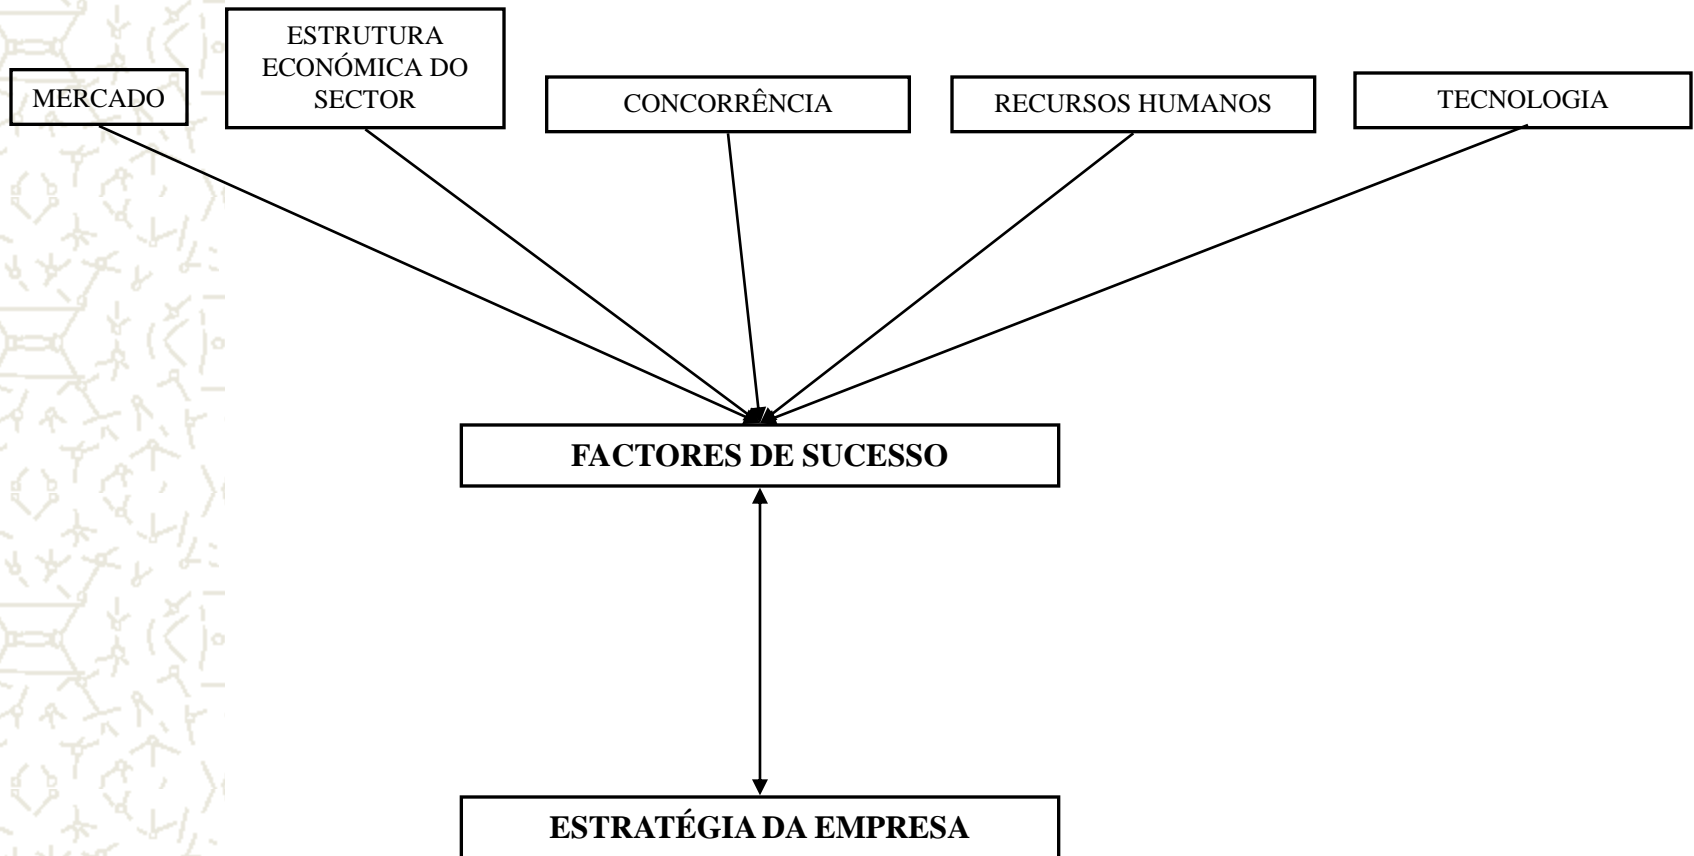 ESTRUTURA
ECONÓMICA DO
SECTOR
MERCADO
CONCORRÊNCIA
RECURSOS HUMANOS
TECNOLOGIA
FACTORES DE SUCESSO
ESTRATÉGIA DA EMPRESA